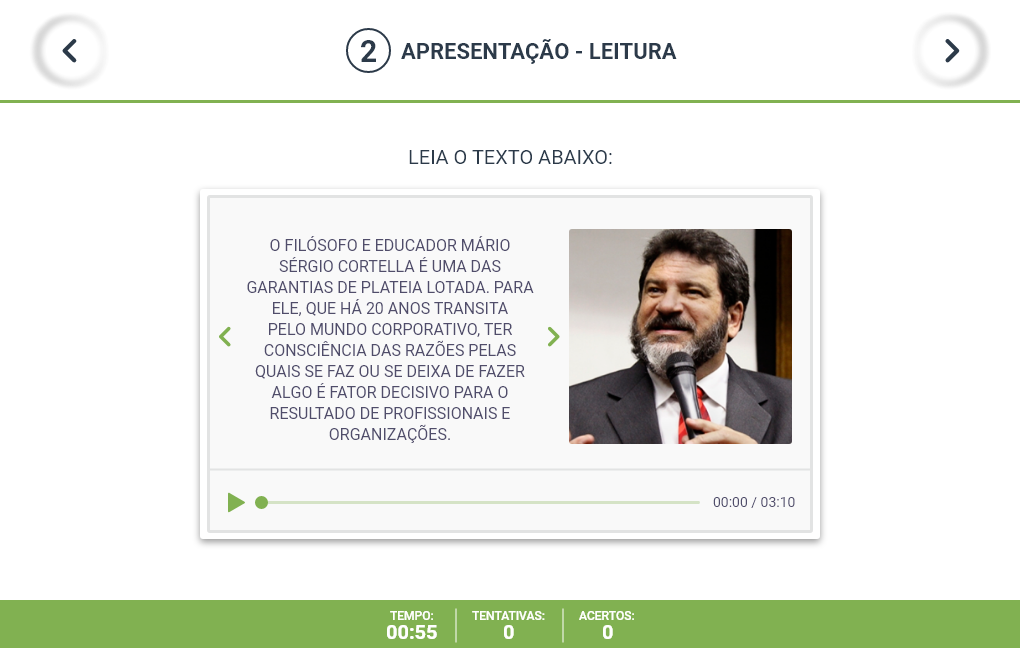 2 APRESENTAÇÃO - LEITURA
LEIA O TEXTO ABAIXO:
O FILÓSOFO E EDUCADOR MÁRIO
SÉRGIO CORTELLA É UMA DAS
GARANTIAS DE PLATEIA LOTADA. PARA
ELE, QUE HÁ 20 ANOS TRANSITA
PELO MUNDO CORPORATIVO, TER
CONSCIÊNCIA DAS RAZÕES PELAS
QUAIS SE FAZ OU SE DEIXA DE FAZER
ALGO É FATOR DECISIVO PARA O
RESULTADO DE PROFISSIONAIS E
ORGANIZAÇÕES.
00:00 / 03:10
TEMPO: TENTATIVAS: ACERTOS:
00:55 0 0